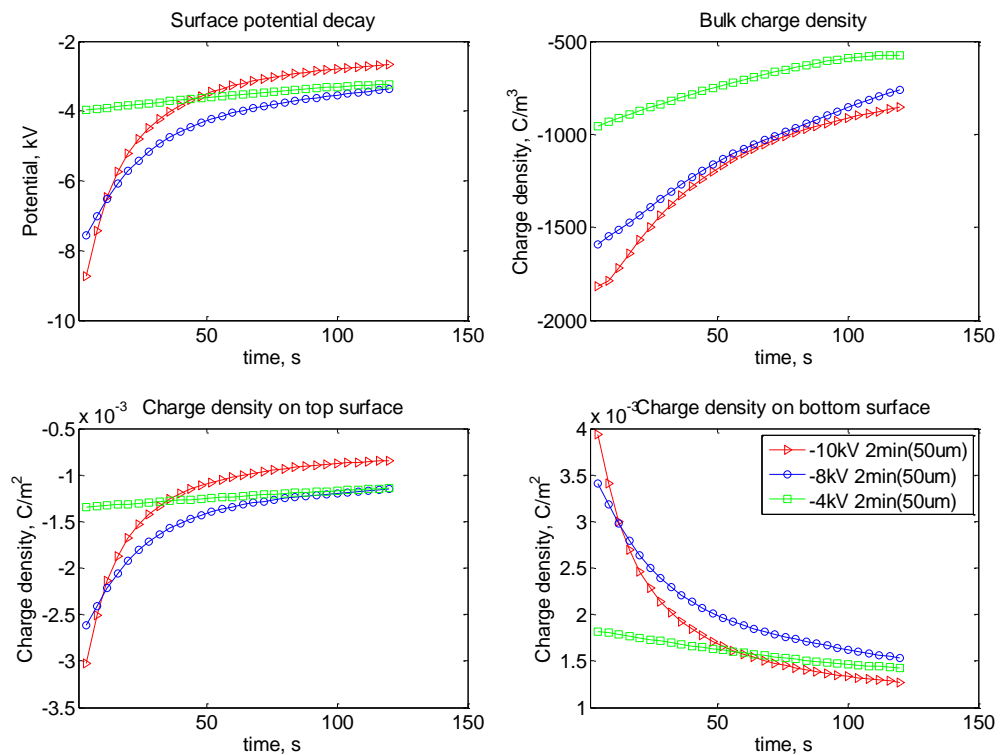 Surface potential decay
-2
-4
-6
-8
-10
50
100
150
Potential, kV
time, s
Bulk charge density
-500
-1000
-1500
-2000
50
100
150
Charge density, C/m³
time, s
x 10⁻³
Charge density on top surface
-0.5
-1
-1.5
-2
-2.5
-3
-3.5
50
100
150
Charge density, C/m²
time, s
x 10⁻³
Charge density on bottom surface
4
3.5
3
2.5
2
1.5
1
50
100
150
Charge density, C/m²
time, s
-10kV 2min(50um)
-8kV 2min(50um)
-4kV 2min(50um)